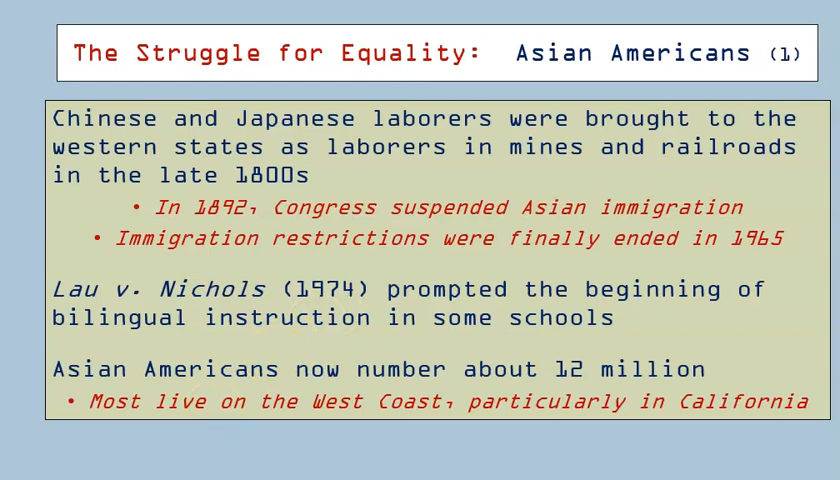 The Struggle for Equality: Asian Americans (1)
Chinese and Japanese laborers were brought to the
western states as laborers in mines and railroads
in the late 1800s
• In 1892, Congress suspended Asian immigration
• Immigration restrictions were finally ended in 1965
Lau v. Nichols (1974) prompted the beginning of
bilingual instruction in some schools
Asian Americans now number about 12 million
• Most live on the West Coast, particularly in California